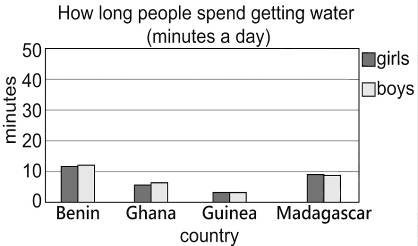 How long people spend getting water
(minutes a day)
50
40
30
20
10
0
minutes
girls
boys
Benin Ghana Guinea Madagascar
country